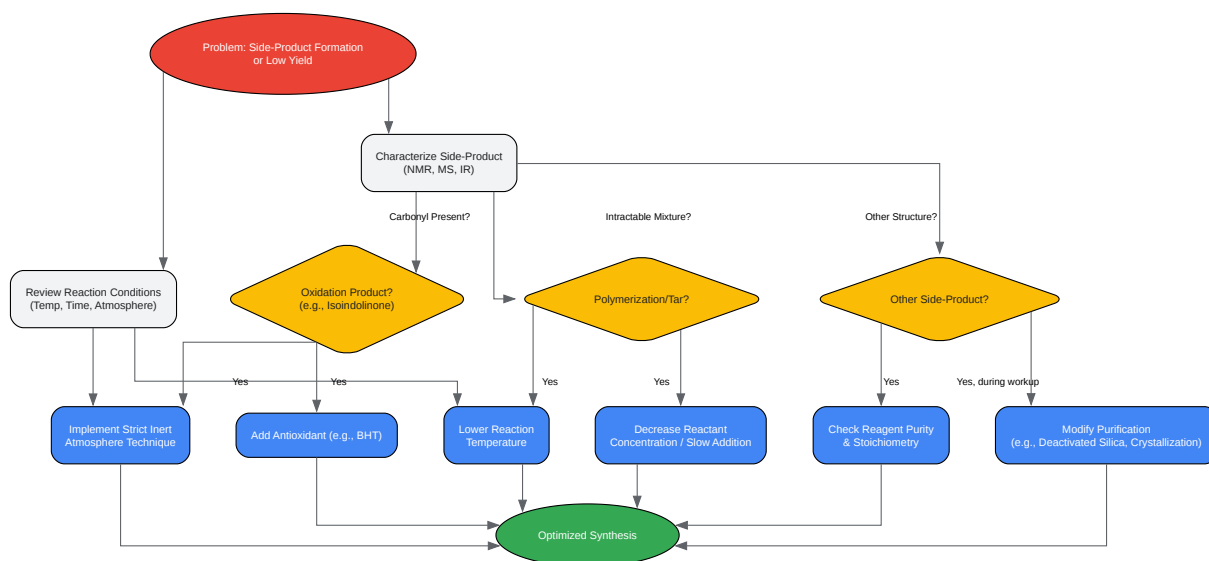 Problem: Side-Product Formation
or Low Yield
Characterize Side-Product
(NMR, MS, IR)
Carbonyl Present?
Intractable Mixture?
Other Structure?
Review Reaction Conditions
(Temp, Time, Atmosphere)
Oxidation Product?
(e.g., Isoindolinone)
Polymerization/Tar?
Other Side-Product?
Yes
Yes
Yes
Yes
Yes
Yes, during workup
Implement Strict Inert
Atmosphere Technique
Add Antioxidant (e.g., BHT)
Lower Reaction
Temperature
Decrease Reactant
Concentration / Slow Addition
Check Reagent Purity
& Stoichiometry
Modify Purification
(e.g., Deactivated Silica, Crystallization)
Optimized Synthesis